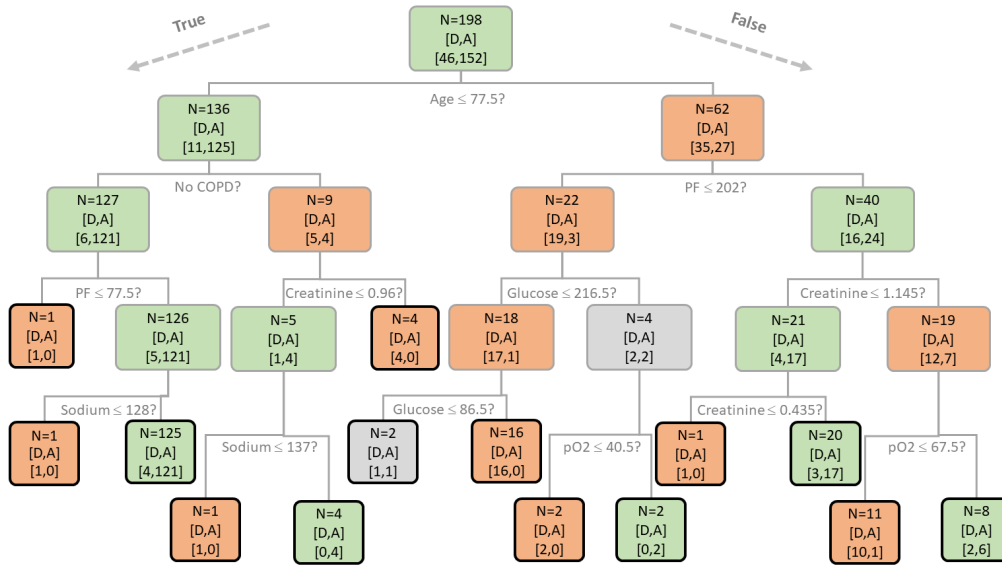 True
False
N=198
[D,A]
[46,152]
Age ≤ 77.5?
N=136
[D,A]
[11,125]
N=62
[D,A]
[35,27]
No COPD?
PF ≤ 202?
N=127
[D,A]
[6,121]
N=9
[D,A]
[5,4]
N=22
[D,A]
[19,3]
N=40
[D,A]
[16,24]
PF ≤ 77.5?
Creatinine ≤ 0.96?
Glucose ≤ 216.5?
Creatinine ≤ 1.145?
N=1
[D,A]
[1,0]
N=126
[D,A]
[5,121]
N=5
[D,A]
[1,4]
N=4
[D,A]
[4,0]
N=18
[D,A]
[17,1]
N=4
[D,A]
[2,2]
N=21
[D,A]
[4,17]
N=19
[D,A]
[12,7]
Sodium ≤ 128?
Sodium ≤ 137?
Glucose ≤ 86.5?
pO2 ≤ 40.5?
Creatinine ≤ 0.435?
pO2 ≤ 67.5?
N=1
[D,A]
[1,0]
N=125
[D,A]
[4,121]
N=2
[D,A]
[1,1]
N=16
[D,A]
[16,0]
N=1
[D,A]
[1,0]
N=20
[D,A]
[3,17]
N=1
[D,A]
[1,0]
N=4
[D,A]
[0,4]
N=2
[D,A]
[2,0]
N=2
[D,A]
[0,2]
N=11
[D,A]
[10,1]
N=8
[D,A]
[2,6]